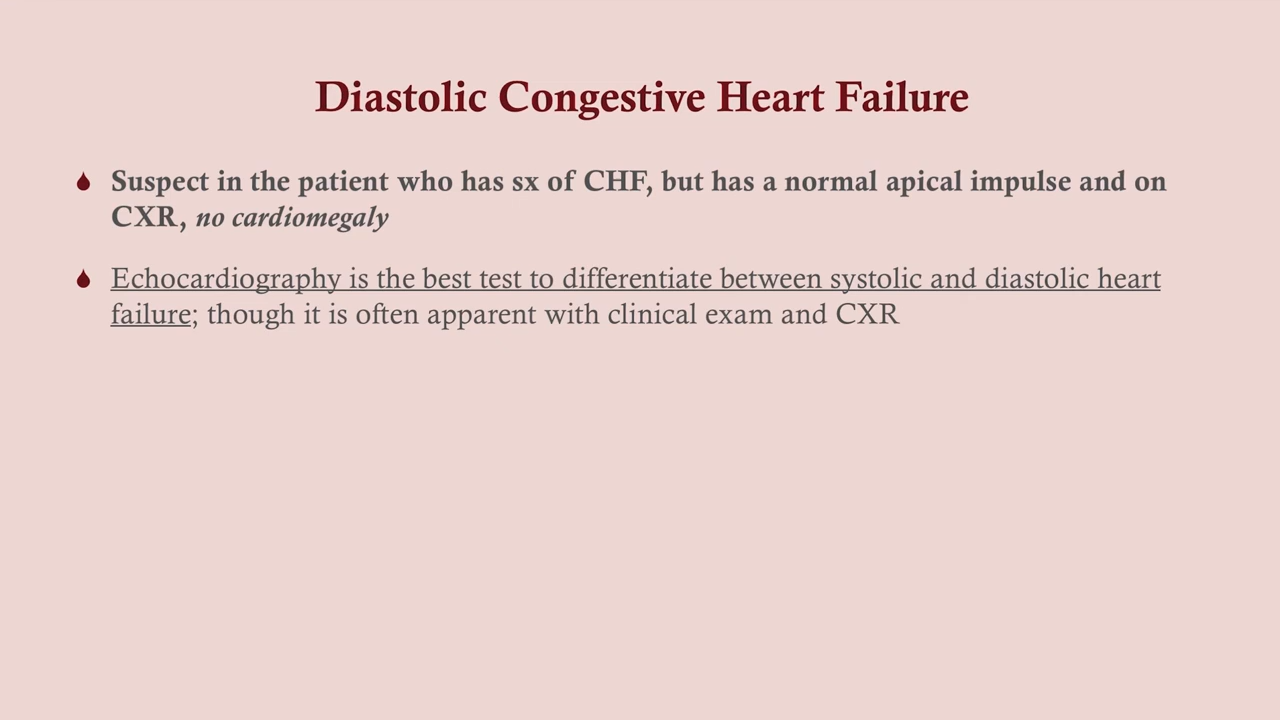 Diastolic Congestive Heart Failure
Suspect in the patient who has sx of CHF, but has a normal apical impulse and on
CXR, no cardiomegaly
Echocardiography is the best test to differentiate between systolic and diastolic heart
failure; though it is often apparent with clinical exam and CXR